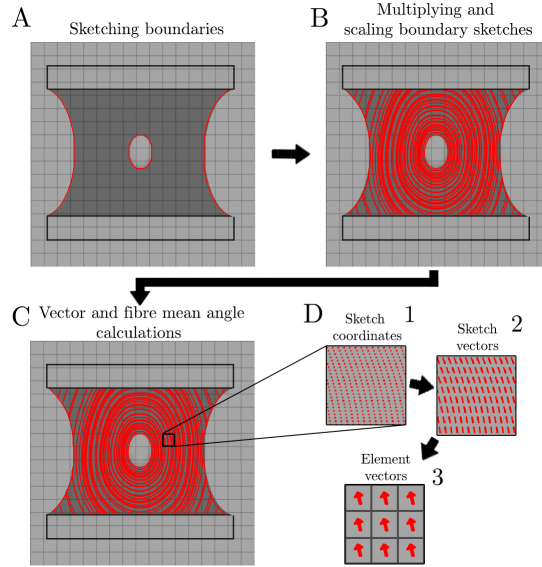 A
Sketching boundaries
B
Multiplying and
scaling boundary sketches
C
Vector and fibre mean angle
calculations
D
1
Sketch
coordinates
2
Sketch
vectors
Element
vectors
3